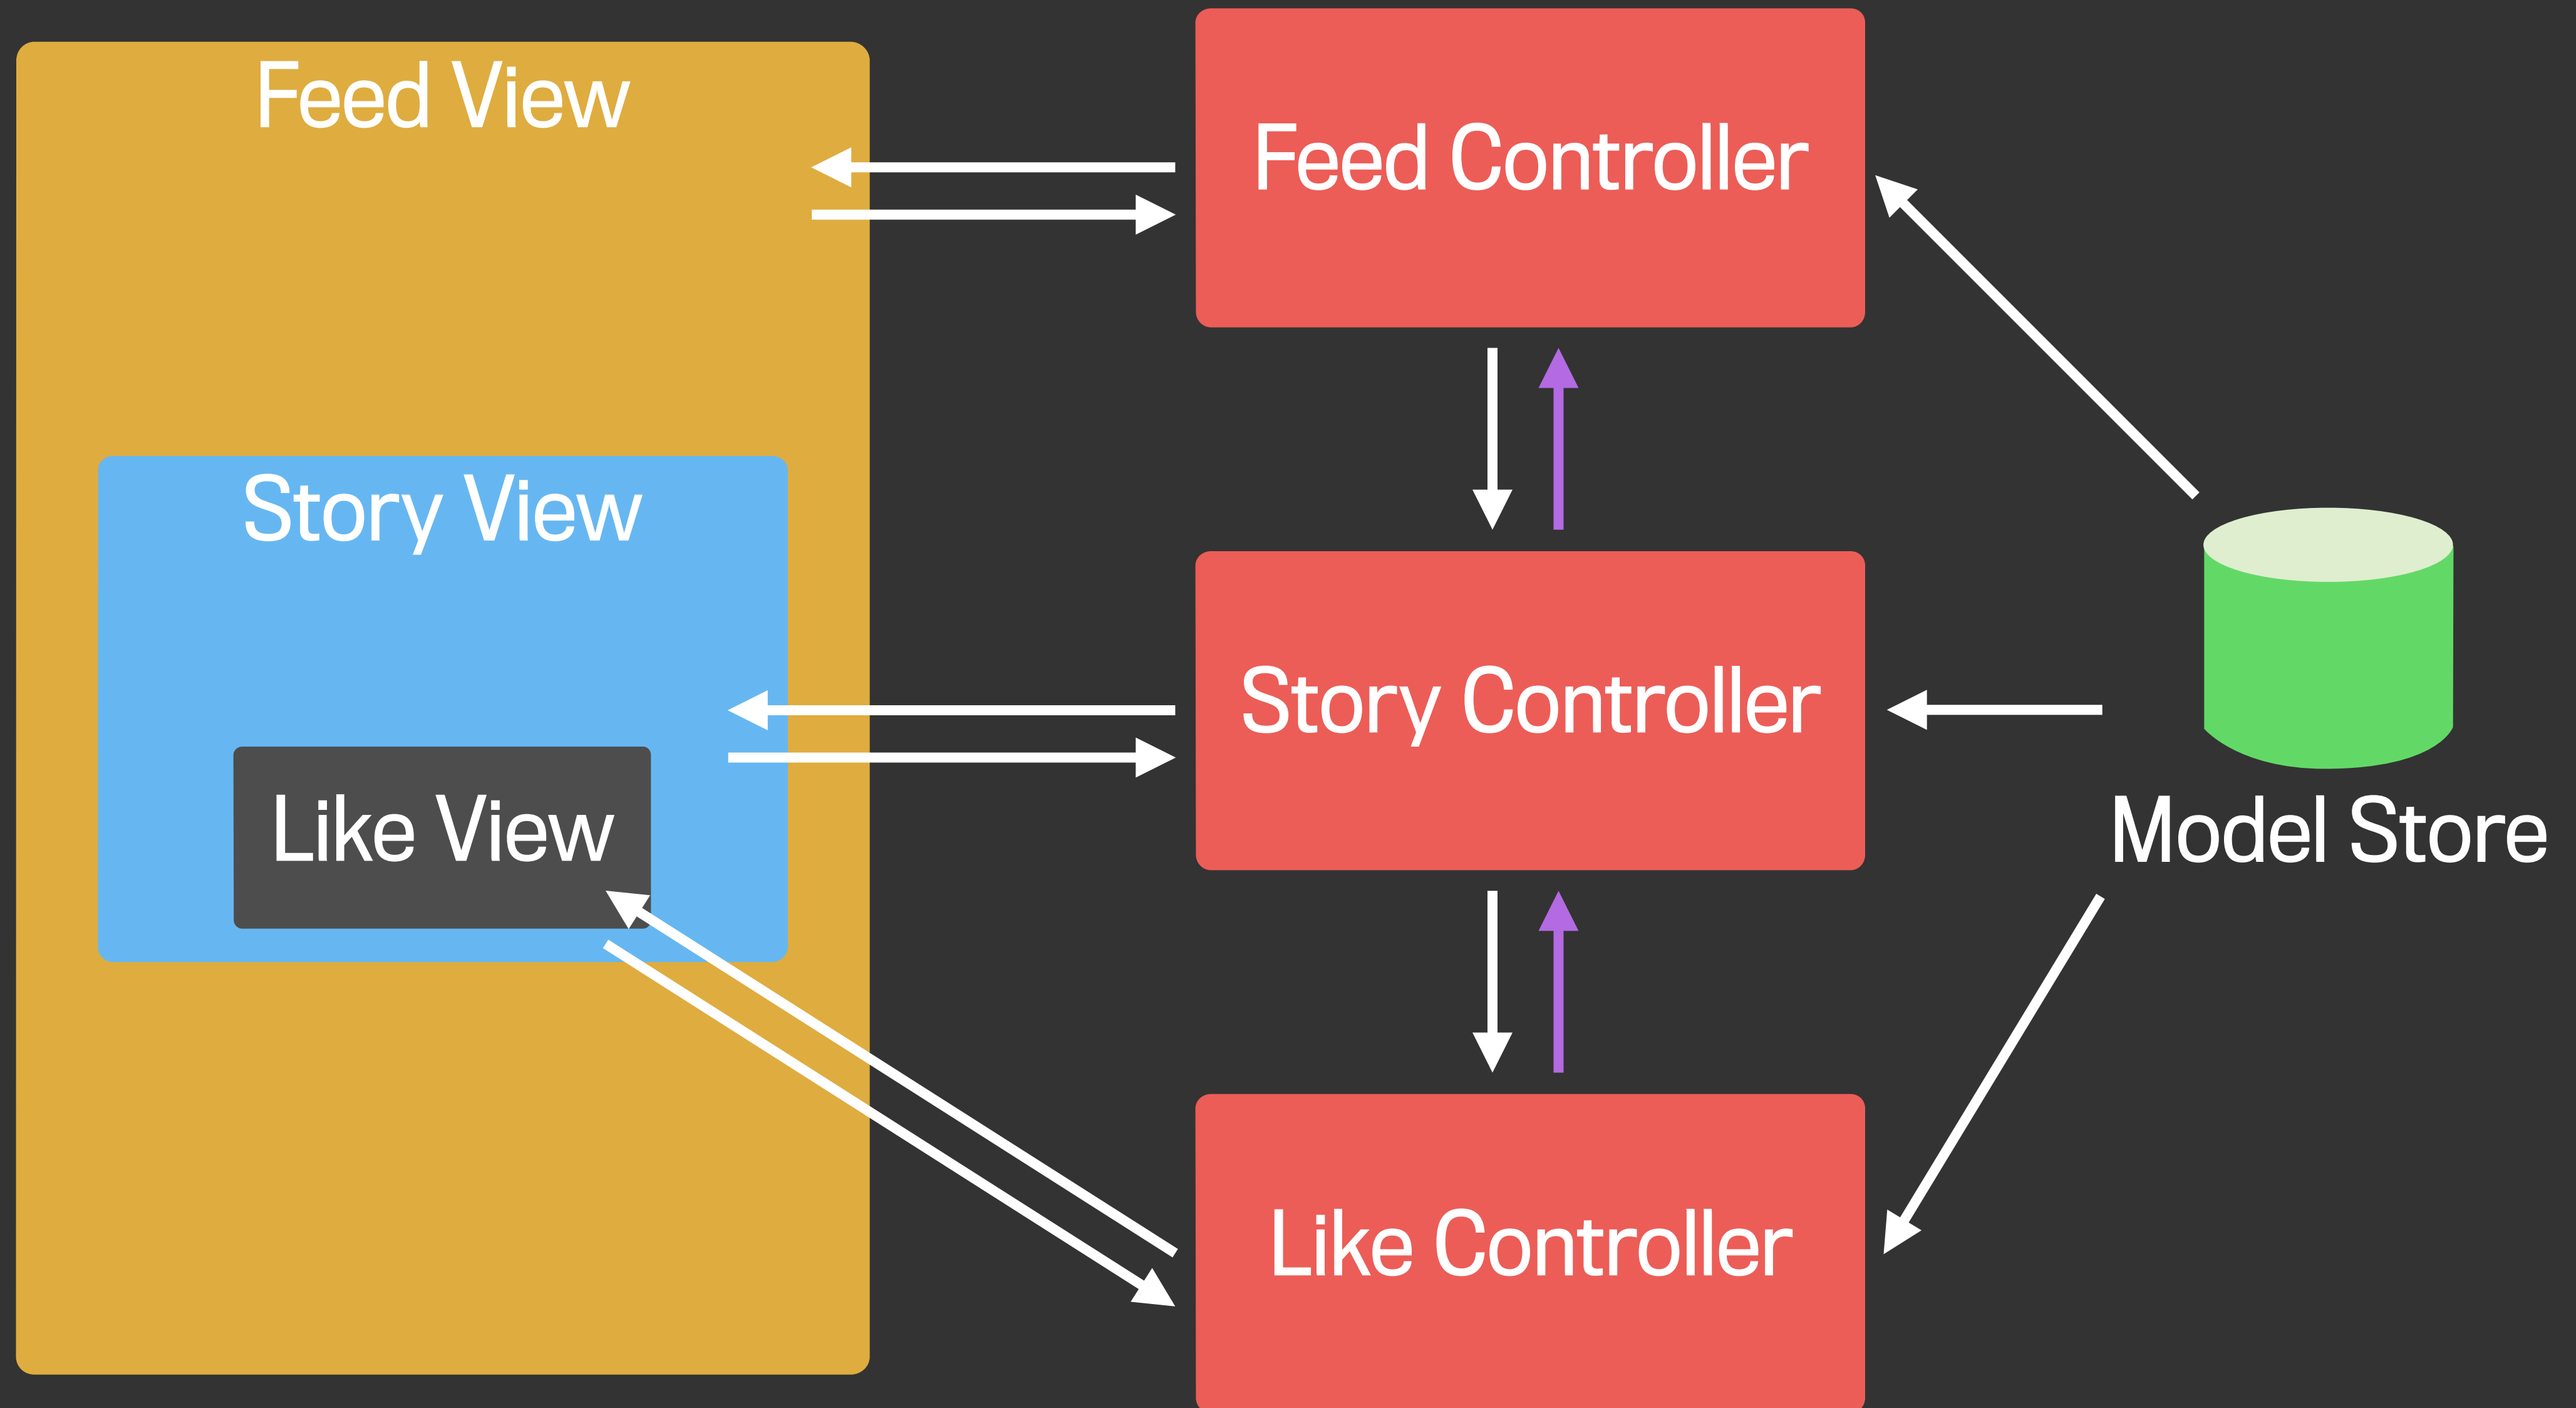 Feed View
Feed Controller
Story View
Story Controller
Like View
Model Store
Like Controller